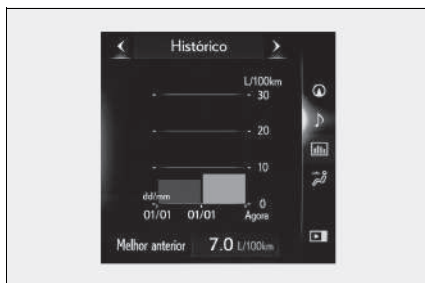 Histórico
L/100km
30
20
10
0
dd/mm
01/01 01/01 Agora
Melhor anterior 7.0 L/100km